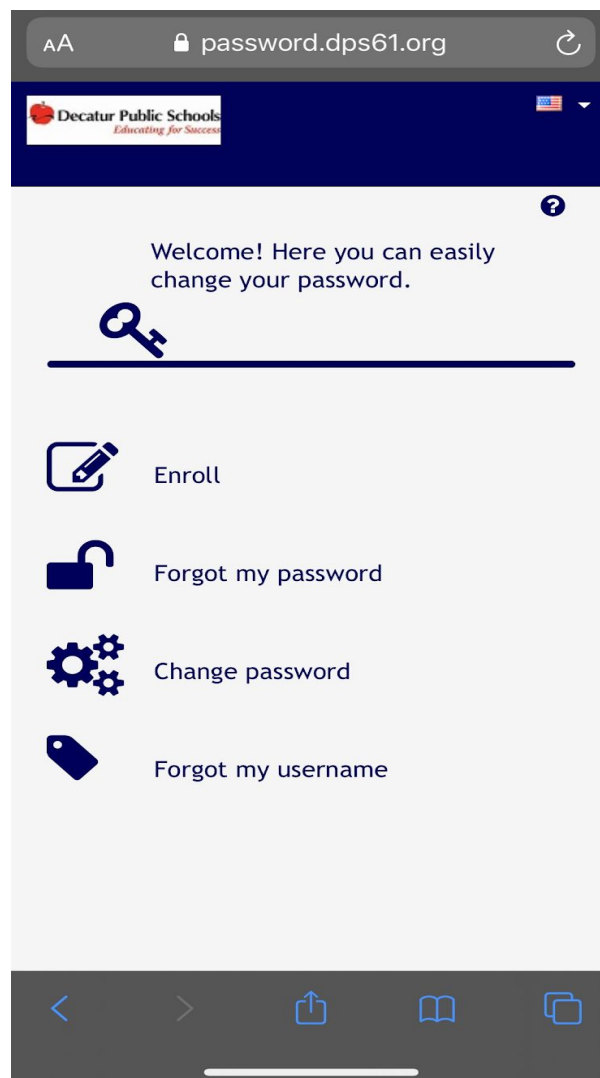 AA password.dps61.org
Decatur Public Schools
Educating for Success
?
Welcome! Here you can easily
change your password.
Enroll
Forgot my password
Change password
Forgot my username